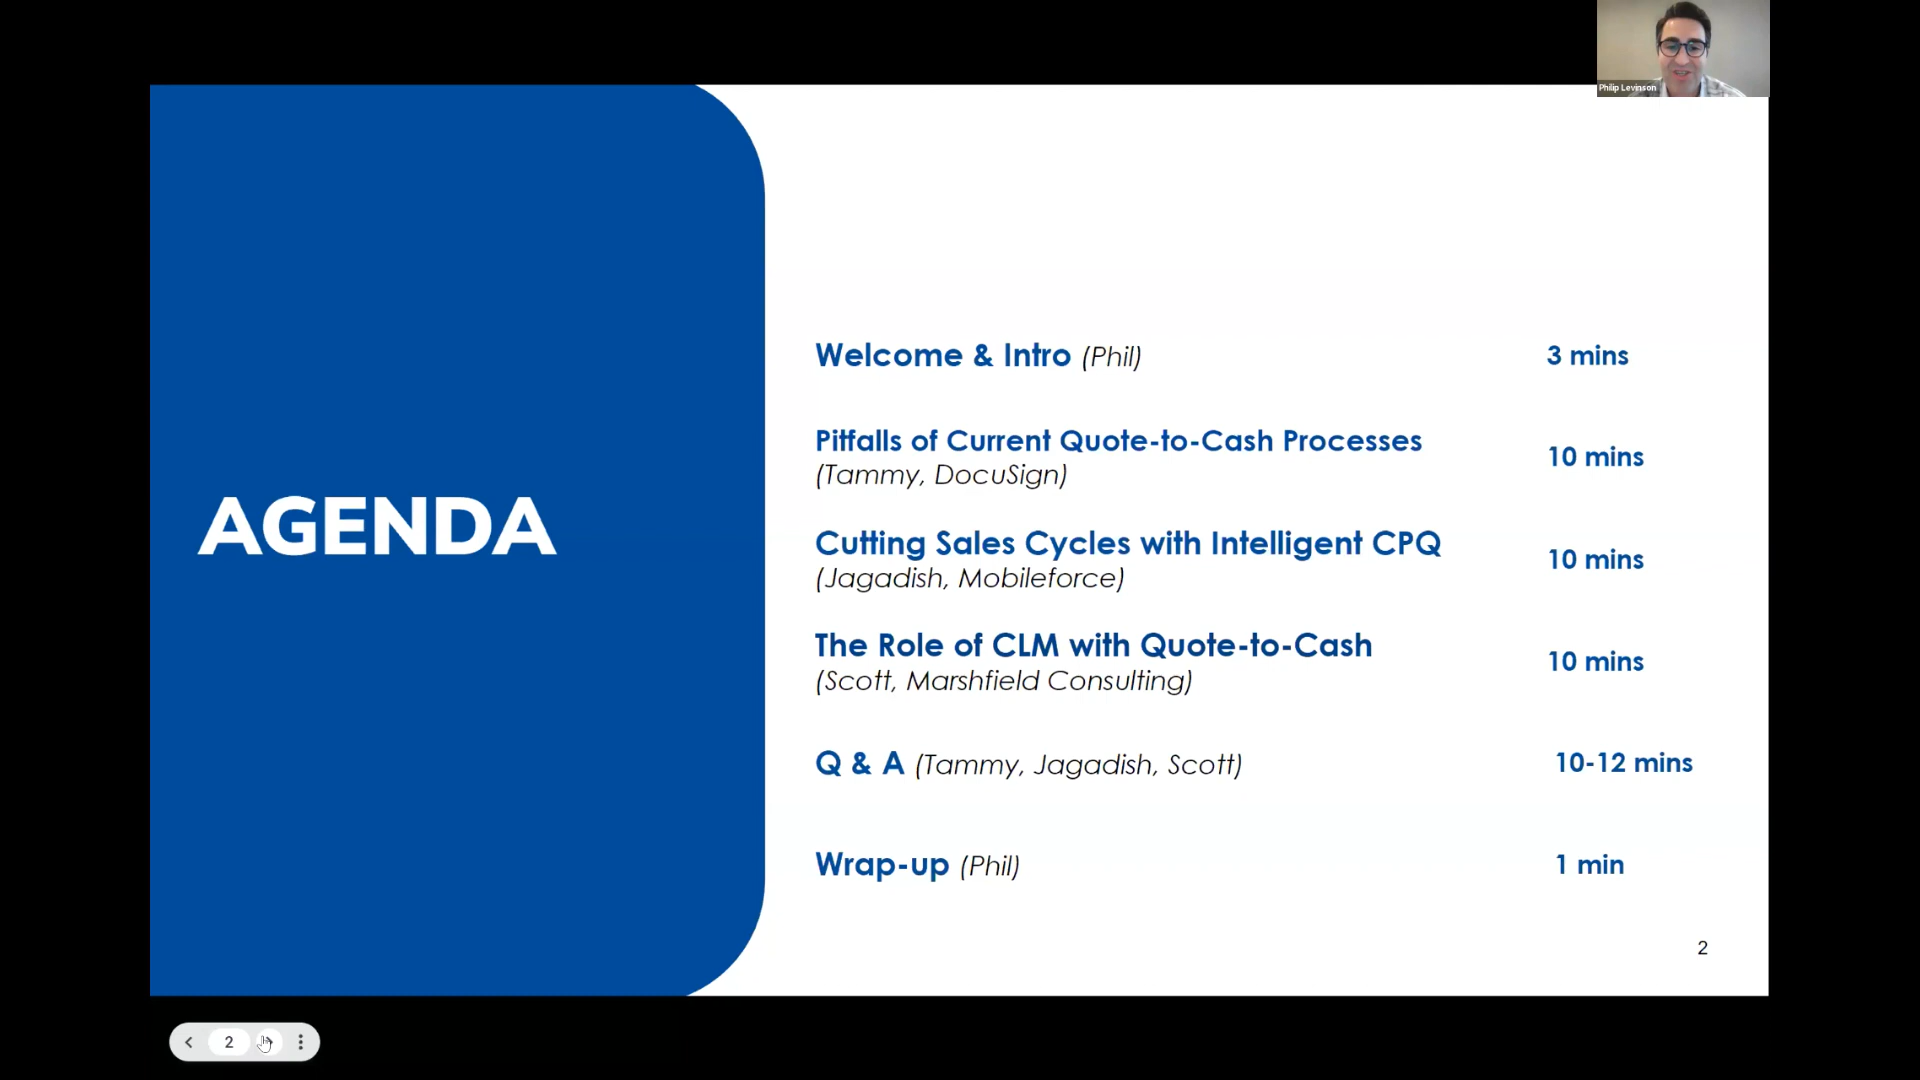 Philip Levinson
AGENDA
Welcome & Intro (Phil) 3 mins
Pitfalls of Current Quote-to-Cash Processes
(Tammy, DocuSign)
10 mins
Cutting Sales Cycles with Intelligent CPQ
(Jagadish, Mobileforce)
10 mins
The Role of CLM with Quote-to-Cash
(Scott, Marshfield Consulting)
10 mins
Q & A (Tammy, Jagadish, Scott) 10-12 mins
Wrap-up (Phil) 1 min
2
2